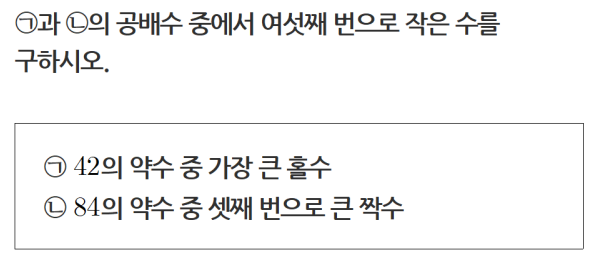 ㉠과 ㉡의 공배수 중에서 여섯째 번으로 작은 수를
구하시오.
㉠ 42의 약수 중 가장 큰 홀수
㉡ 84의 약수 중 셋째 번으로 큰 짝수